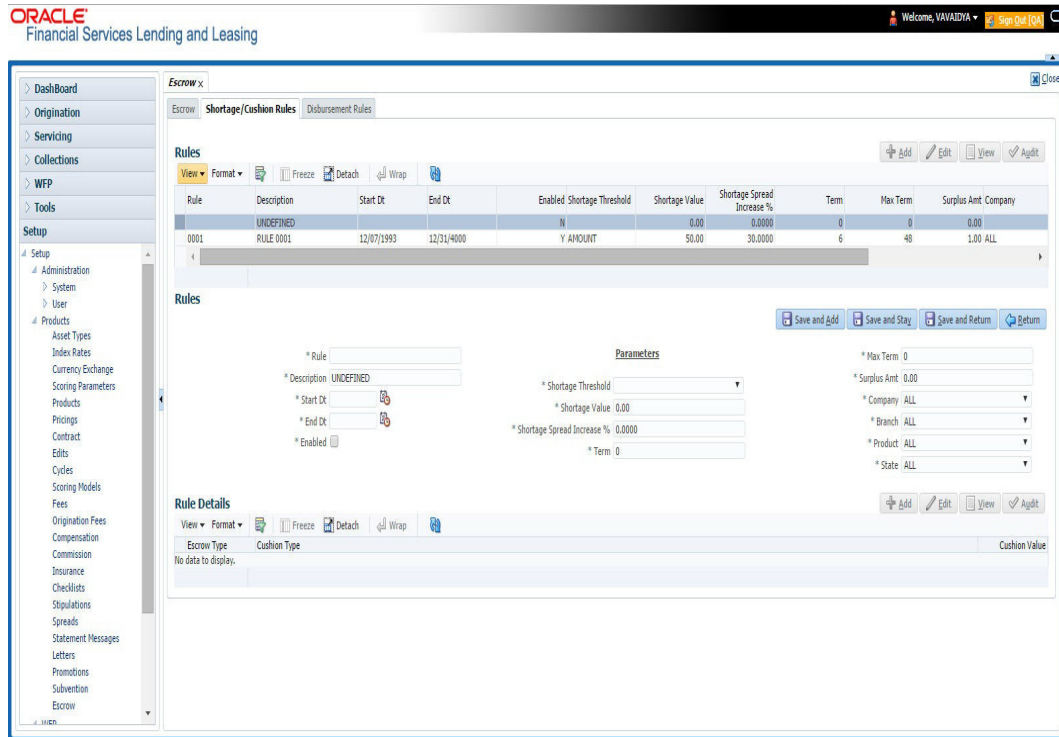 ORACLE
Financial Services Lending and Leasing
Welcome, VAVAIDYA
Sign Out [QA]
DashBoard
Origination
Servicing
Collections
WFP
Tools
Setup
Setup
Administration
System
User
Products
Asset Types
Index Rates
Currency Exchange
Scoring Parameters
Products
Pricings
Contract
Edits
Cycles
Scoring Models
Fees
Origination Fees
Compensation
Commission
Insurance
Checklists
Stipulations
Spreads
Statement Messages
Letters
Promotions
Subvention
Escrow
WFP
Escrow x
Close
Escrow Shortage/Cushion Rules Disbursement Rules
Rules
Add Edit View Audit
View Format Freeze Detach Wrap
Rule Description Start Dt End Dt Enabled Shortage Threshold Shortage Value Shortage Spread Increase % Term Max Term Surplus Amt Company
UNDEFINED N 0.00 0.0000 0 0 0.00
0001 RULE 0001 12/07/1993 12/31/4000 Y AMOUNT 50.00 30.0000 6 48 1.00 ALL
Rules
Save and Add Save and Stay Save and Return Return
* Rule
* Description UNDEFINED
* Start Dt
* End Dt
* Enabled
Parameters
* Shortage Threshold
* Shortage Value 0.00
* Shortage Spread Increase % 0.0000
* Term 0
* Max Term 0
* Surplus Amt 0.00
* Company ALL
* Branch ALL
* Product ALL
* State ALL
Rule Details
Add Edit View Audit
View Format Freeze Detach Wrap
Escrow Type Cushion Type Cushion Value
No data to display.